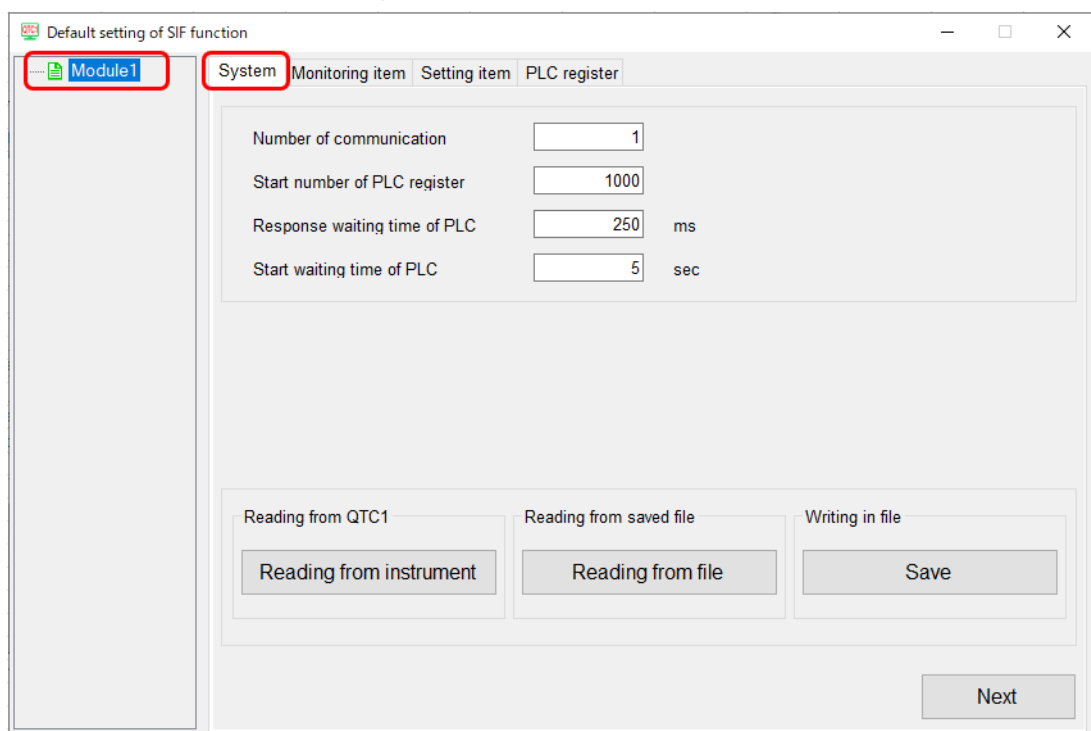 Default setting of SIF function
Module1
System Monitoring item Setting item PLC register
Number of communication 1
Start number of PLC register 1000
Response waiting time of PLC 250 ms
Start waiting time of PLC 5 sec
Reading from QTC1 Reading from saved file Writing in file
Reading from instrument Reading from file Save
Next